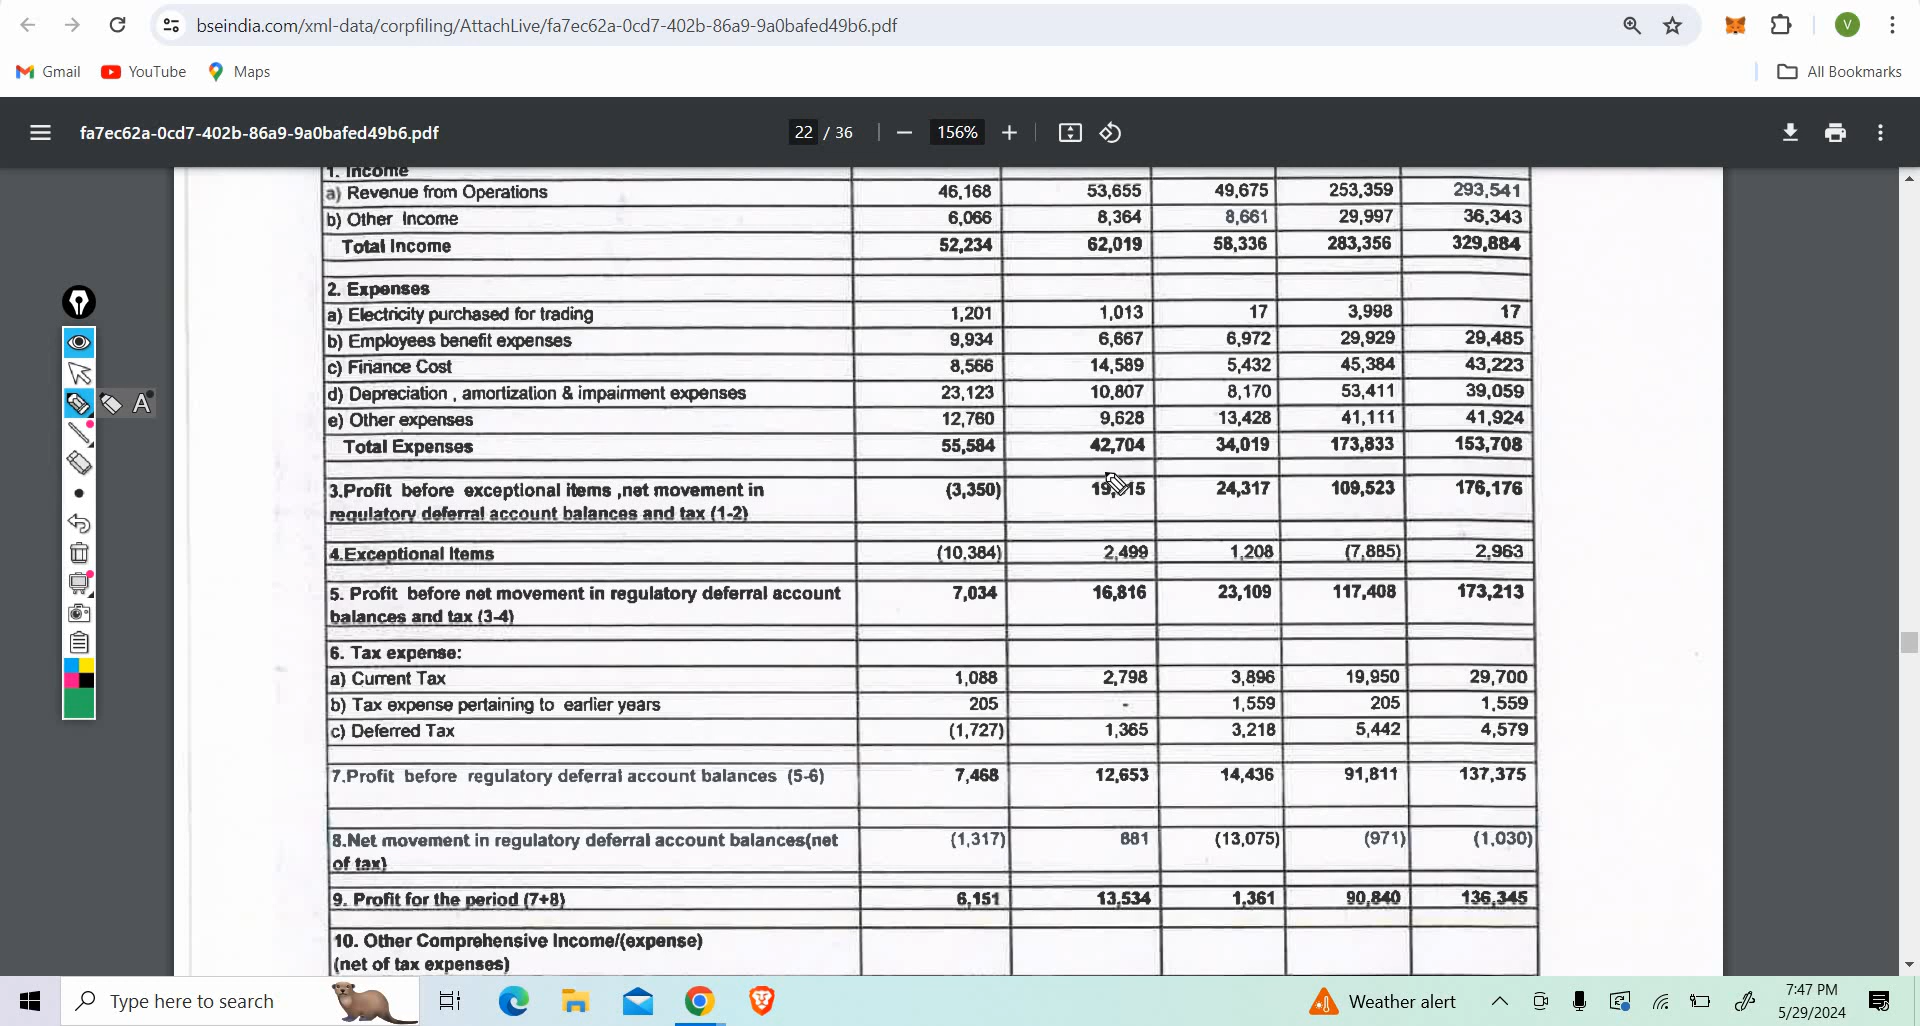 bseindia.com/xml-data/corpfiling/AttachLive/fa7ec62a-0cd7-402b-86a9-9a0bafed49b6.pdf
V
Gmail YouTube Maps All Bookmarks
fa7ec62a-0cd7-402b-86a9-9a0bafed49b6.pdf 22 / 36 156%
1. Income
a) Revenue from Operations 46,168 53,655 49,675 253,359 293,541
b) Other Income 6,066 8,364 8,661 29,997 36,343
Total Income 52,234 62,019 58,336 283,356 329,884
2. Expenses
a) Electricity purchased for trading 1,201 1,013 17 3,998 17
b) Employees benefit expenses 9,934 6,667 6,972 29,929 29,485
c) Finance Cost 8,566 14,589 5,432 45,384 43,223
d) Depreciation , amortization & impairment expenses 23,123 10,807 8,170 53,411 39,059
e) Other expenses 12,760 9,628 13,428 41,111 41,924
Total Expenses 55,584 42,704 34,019 173,833 153,708
3.Profit before exceptional items ,net movement in (3,350) 24,317 109,523 176,176
regulatory deferral account balances and tax (1-2)
4.Exceptional Items (10,384) 2,499 1,208 (7,885) 2,963
5. Profit before net movement in regulatory deferral account 7,034 16,816 23,109 117,408 173,213
balances and tax (3-4)
6. Tax expense:
a) Current Tax 1,088 2,798 3,896 19,950 29,700
b) Tax expense pertaining to earlier years 205 - 1,559 205 1,559
c) Deferred Tax (1,727) 1,365 3,218 5,442 4,579
7.Profit before regulatory deferral account balances (5-6) 7,468 12,653 14,436 91,811 137,375
8.Net movement in regulatory deferral account balances(net (1,317) 881 (13,075) (971) (1,030)
of tax)
9. Profit for the period (7+8) 6,151 13,534 1,361 90,840 136,345
10. Other Comprehensive Income/(expense)
(net of tax expenses)
A
Type here to search Weather alert 7:47 PM
5/29/2024